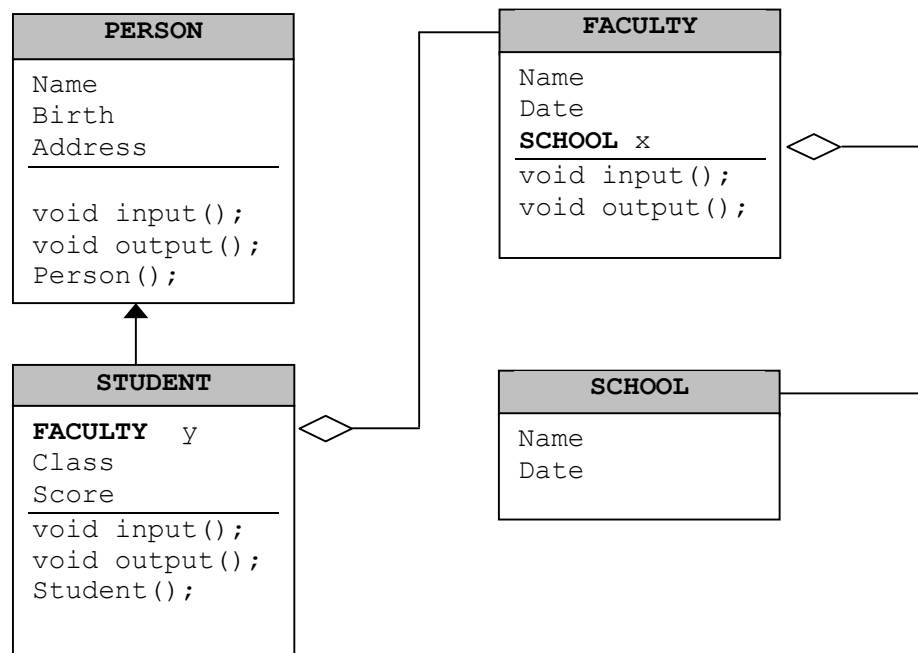 PERSON
Name
Birth
Address
void input();
void output();
Person();
STUDENT
FACULTY y
Class
Score
void input();
void output();
Student();
FACULTY
Name
Date
SCHOOL x
void input();
void output();
SCHOOL
Name
Date